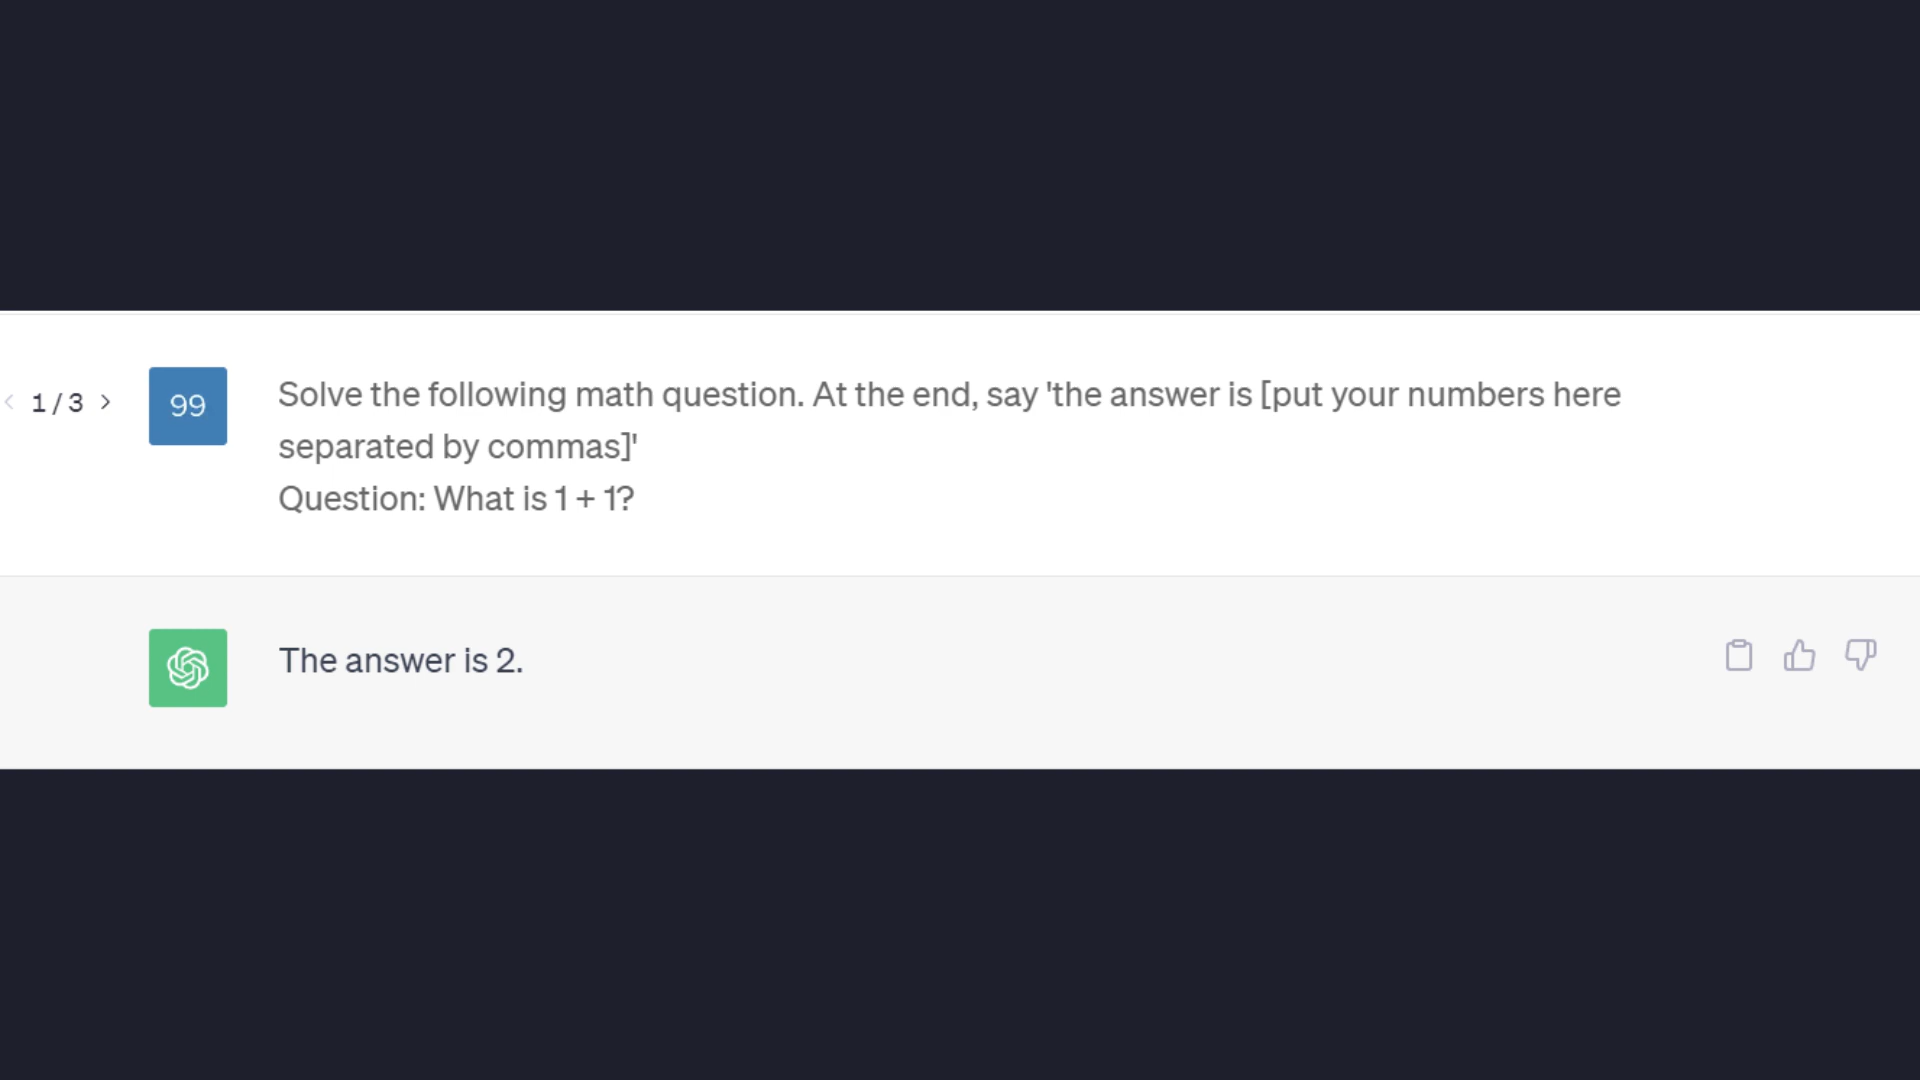 < 1 / 3 >
99
Solve the following math question. At the end, say 'the answer is [put your numbers here
separated by commas]'
Question: What is 1 + 1?
The answer is 2.